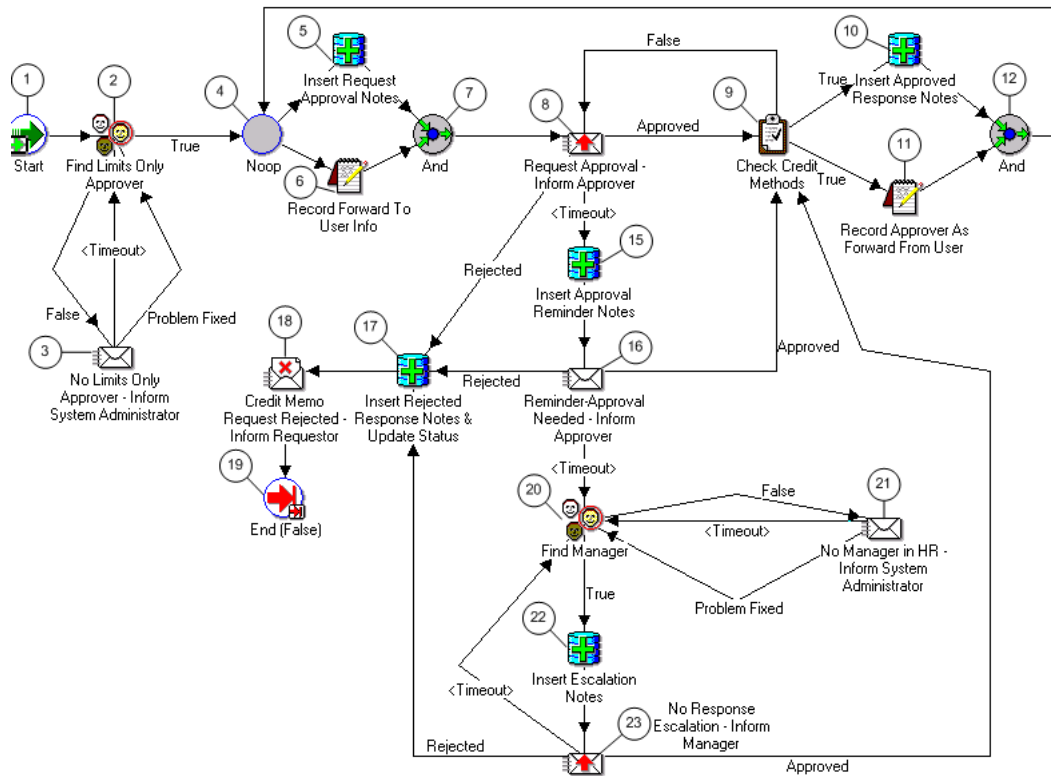 1
Start
2
Find Limits Only
Approver
True
<Timeout>
False
Problem Fixed
3
No Limits Only
Approver - Inform
System Administrator
4
Noop
5
Insert Request
Approval Notes
6
Record Forward To
User Info
7
And
8
Request Approval -
Inform Approver
False
Approved
<Timeout>
Rejected
9
Check Credit
Methods
True
True
10
Insert Approved
Response Notes
11
Record Approver As
Forward From User
12
And
15
Insert Approval
Reminder Notes
16
Reminder-Approval
Needed - Inform
Approver
Approved
Rejected
<Timeout>
17
Insert Rejected
Response Notes &
Update Status
18
Credit Memo
Request Rejected -
Inform Requestor
19
End (False)
20
Find Manager
False
<Timeout>
Problem Fixed
True
21
No Manager in HR -
Inform System
Administrator
22
Insert Escalation
Notes
<Timeout>
23
No Response
Escalation - Inform
Manager
Rejected
Approved